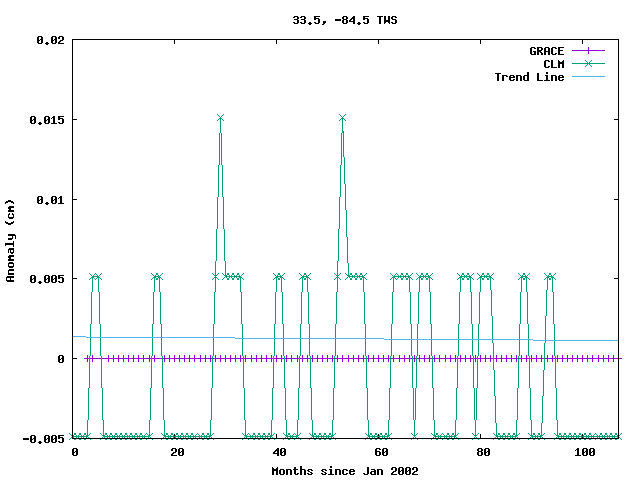 33.5, -84.5 TWS
0.02
0.015
0.01
0.005
0
-0.005
Anomaly (cm)
GRACE
CLM
Trend Line
0 20 40 60 80 100
Months since Jan 2002